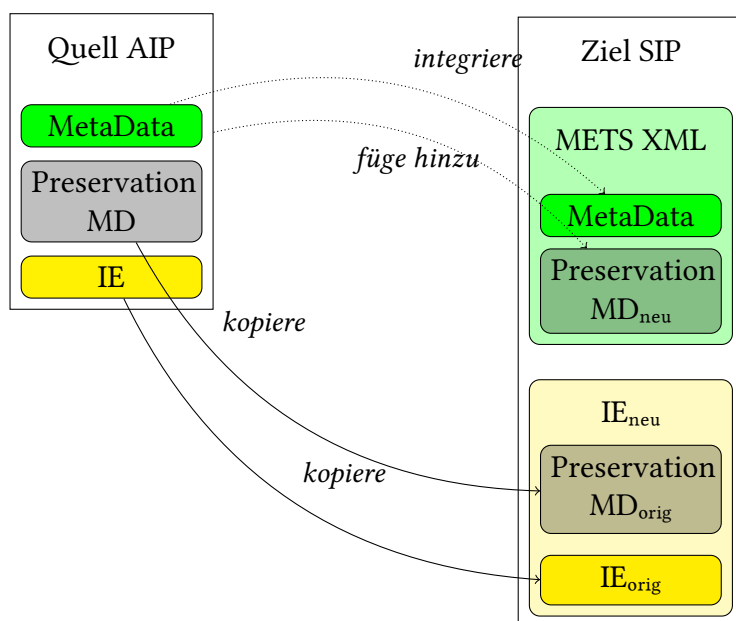 Quell AIP
MetaData
Preservation
MD
IE
integriere
füge hinzu
kopiere
kopiere
Ziel SIP
METS XML
MetaData
Preservation
MDneu
IEneu
Preservation
MDorig
IEorig